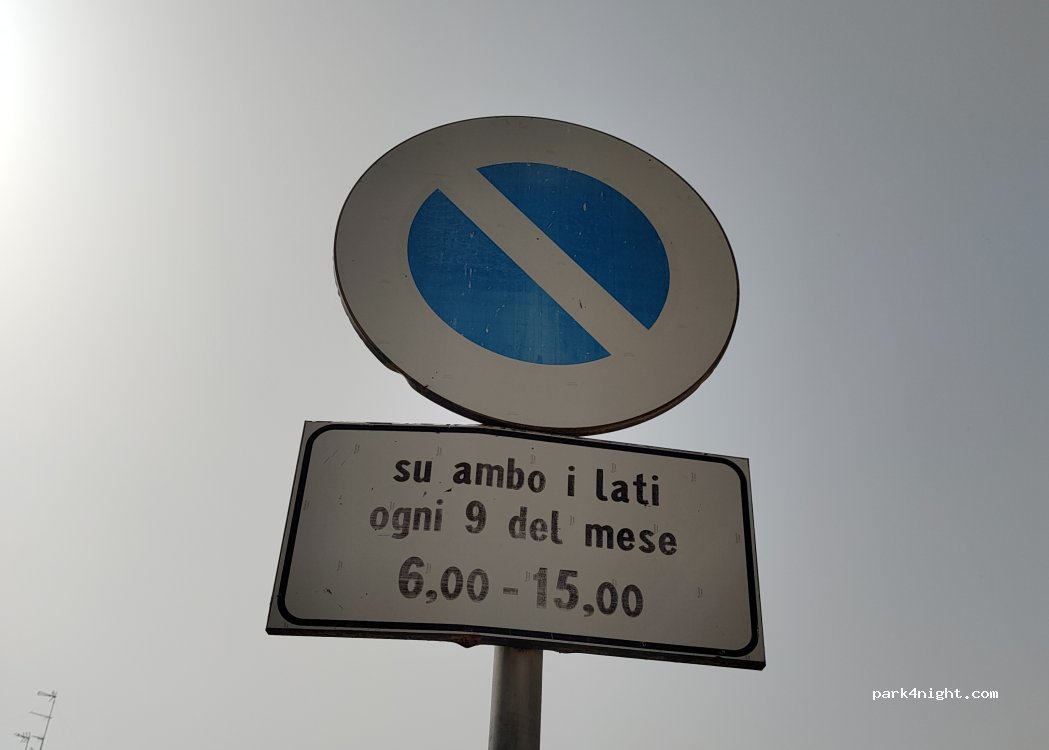 su ambo i lati
ogni 9 del mese
6,00 - 15,00
park4night.com